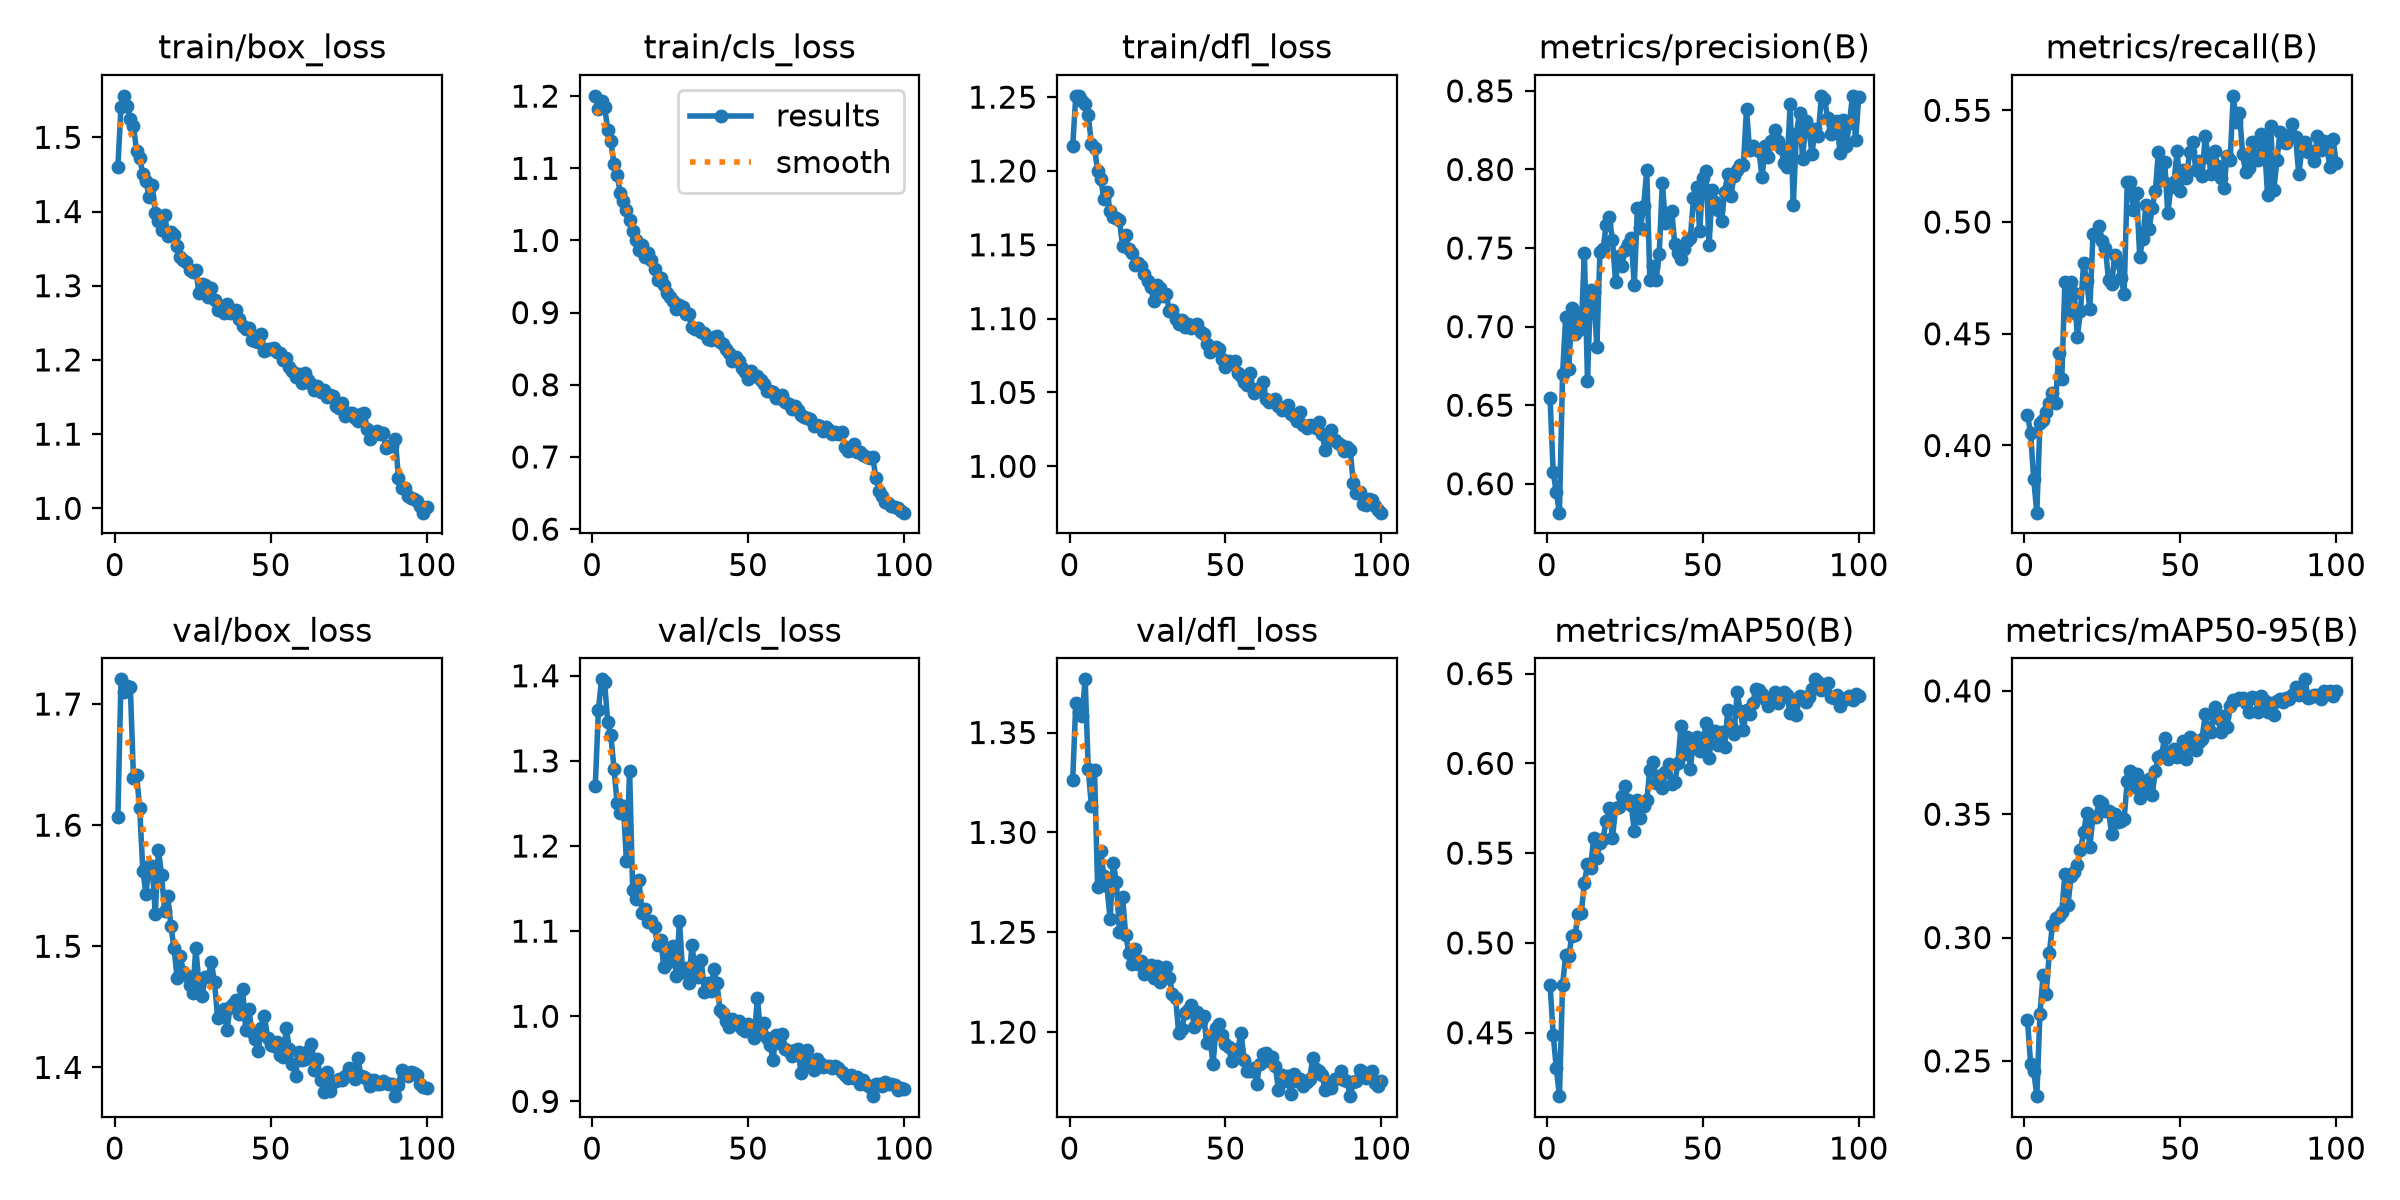 train/box_loss
1.5
1.4
1.3
1.2
1.1
1.0
0 50 100
train/cls_loss
results
smooth
1.2
1.1
1.0
0.9
0.8
0.7
0.6
0 50 100
train/dfl_loss
1.25
1.20
1.15
1.10
1.05
1.00
0 50 100
metrics/precision(B)
0.85
0.80
0.75
0.70
0.65
0.60
0 50 100
metrics/recall(B)
0.55
0.50
0.45
0.40
0 50 100
val/box_loss
1.7
1.6
1.5
1.4
0 50 100
val/cls_loss
1.4
1.3
1.2
1.1
1.0
0.9
0 50 100
val/dfl_loss
1.35
1.30
1.25
1.20
0 50 100
metrics/mAP50(B)
0.65
0.60
0.55
0.50
0.45
0 50 100
metrics/mAP50-95(B)
0.40
0.35
0.30
0.25
0 50 100